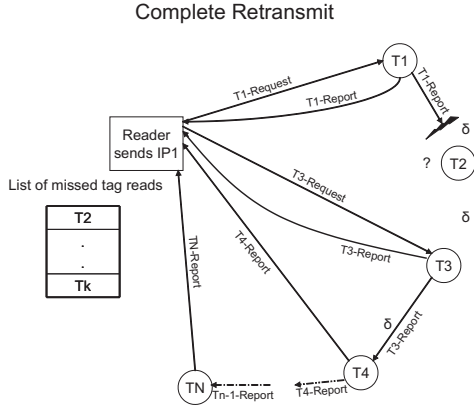 Complete Retransmit
T1
T1-Request
T1-Report
T1-Report
δ
Reader
sends IP1
?
T2
List of missed tag reads
T2
.
.
Tk
δ
T3-Request
T3-Report
T4-Report
TN-Report
T3
T3-Report
δ
T4
T4-Report
Tn-1-Report
TN